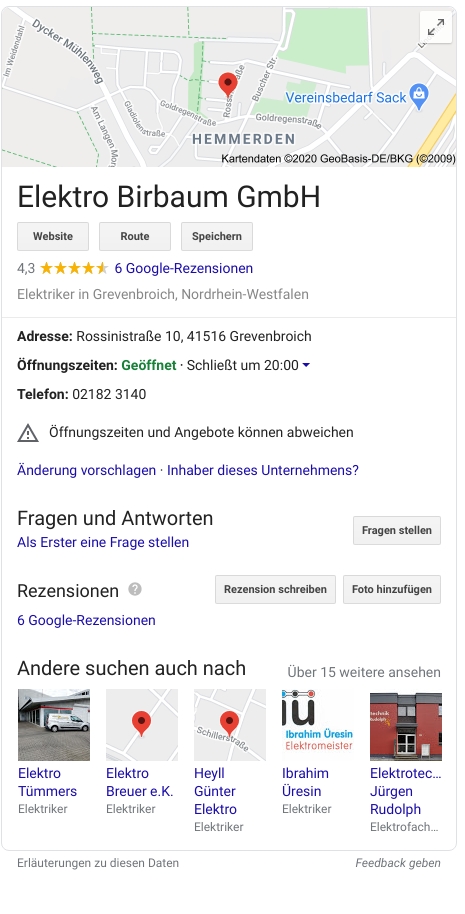 Im Weidendahl
Dycker Mühlenweg
Gladiolenstraße
Goldregenstraße
Am Langen Mor
Buscher Str.
Vereinsbedarf Sack
Goldregenstraße
HEMMERDEN
Kartendaten ©2020 GeoBasis-DE/BKG (©2009)
Elektro Birbaum GmbH
Website Route Speichern
4,3 6 Google-Rezensionen
Elektriker in Grevenbroich, Nordrhein-Westfalen
Adresse: Rossinistraße 10, 41516 Grevenbroich
Öffnungszeiten: Geöffnet · Schließt um 20:00
Telefon: 02182 3140
Öffnungszeiten und Angebote können abweichen
Änderung vorschlagen · Inhaber dieses Unternehmens?
Fragen und Antworten
Fragen stellen
Als Erster eine Frage stellen
Rezensionen ? Rezension schreiben Foto hinzufügen
6 Google-Rezensionen
Andere suchen auch nach Über 15 weitere ansehen
Schillerstraße
iu
Ibrahim Üresin
Elektromeister
technik
Rudolph
Elektro Tümmers
Elektriker
Elektro Breuer e.K.
Elektriker
Heyll Günter Elektro
Elektriker
Ibrahim Üresin
Elektriker
Elektrotec... Jürgen Rudolph
Elektrofach...
Erläuterungen zu diesen Daten Feedback geben